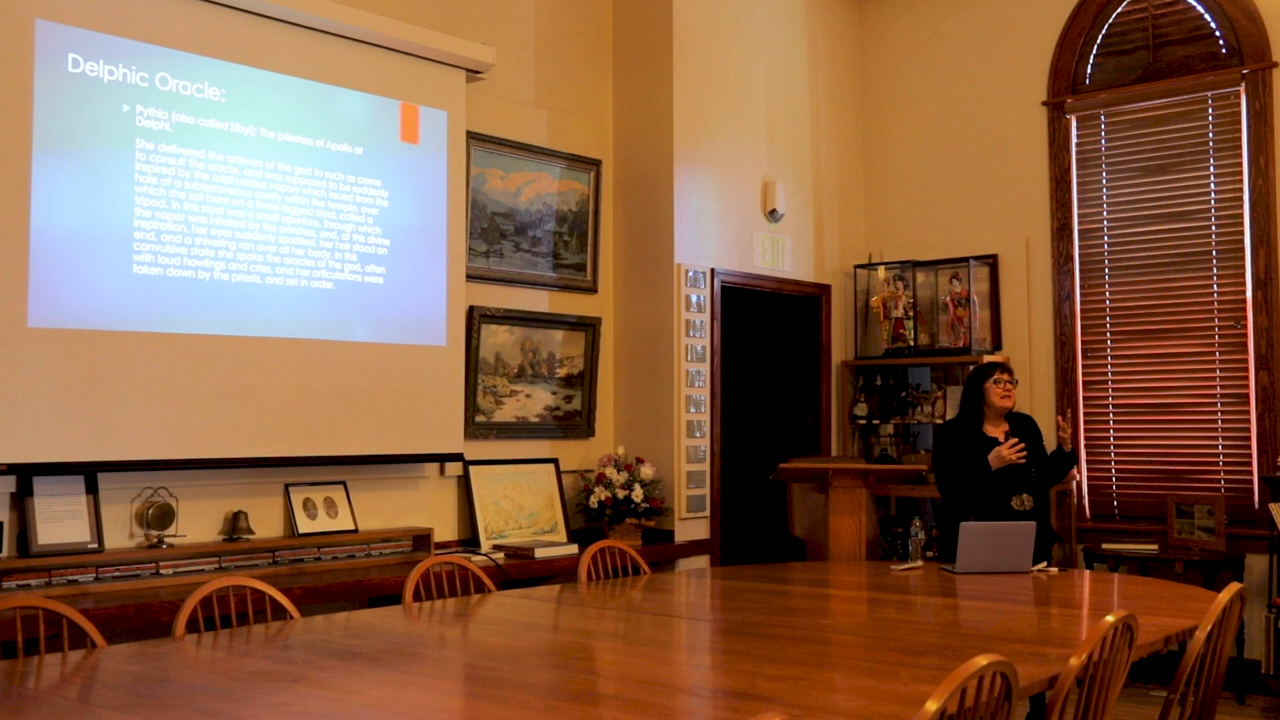 Delphic Oracle:
Pythia (also called Sibyl): The priestess of Apollo at
Delphi.
She delivered the answers of the god to such as came
to consult the oracle, and was supposed to be suddenly
inspired by the sulphureous vapors which issued from the
hole of a subterraneous cavity within the temple, over
which she sat bare on a three-legged stool, called a
tripod. In this stool was a small aperture, through which
the vapor was inhaled by the priestess, and, at this divine
inspiration, her eyes suddenly sparkled, her hair stood on
end, and a shivering ran over all her body. In this
convulsive state she spoke the oracles of the god, often
with loud howlings and cries, and her articulations were
taken down by the priests, and set in order.
EXIT